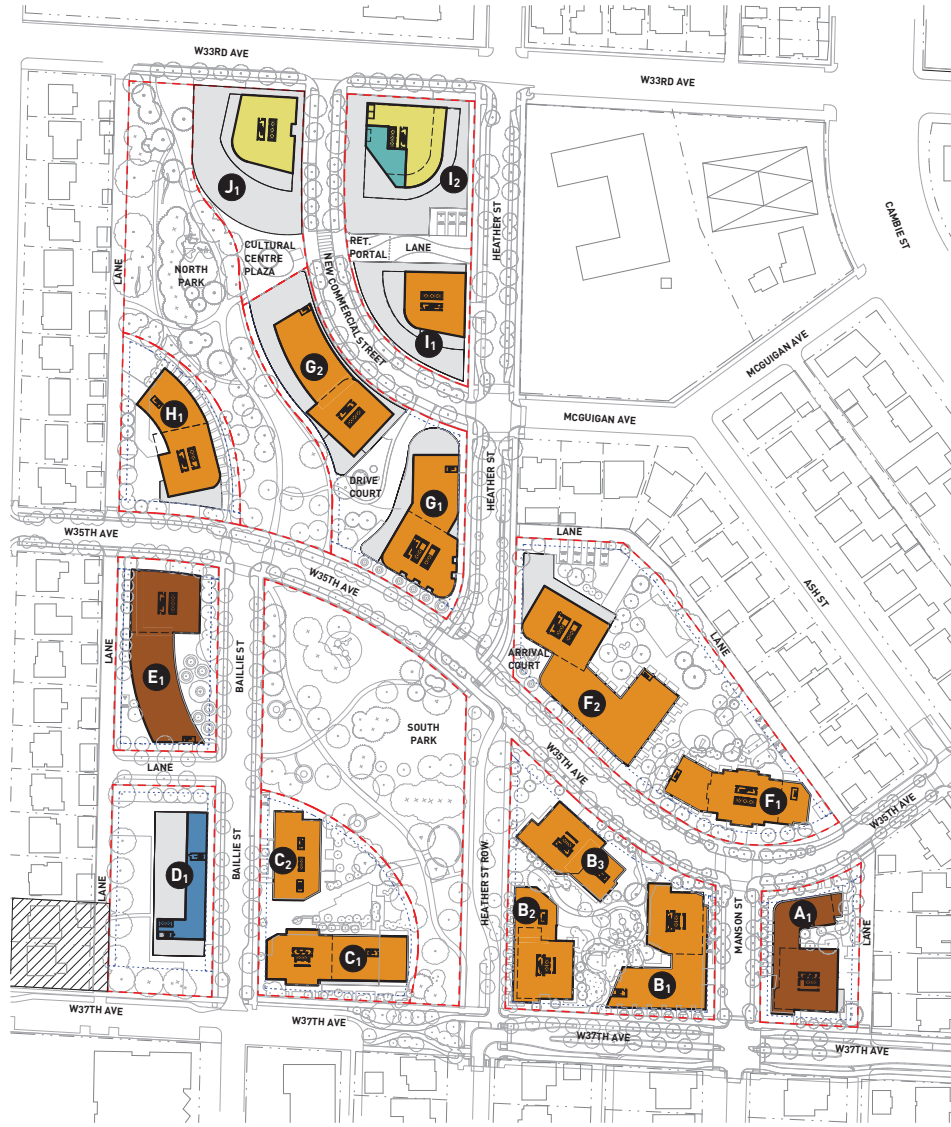 W33RD AVE
W33RD AVE
J1
I2
HEATHER ST
CAMBIE ST
CULTURAL
CENTRE
PLAZA
RET.
PORTAL
LANE
LANE
NORTH
PARK
NEW COMMERCIAL STREET
I1
MCGUIGAN AVE
G2
H1
MCGUIGAN AVE
DRIVE
COURT
G1
HEATHER ST
W35TH AVE
LANE
W35TH AVE
ASH ST
LANE
LANE
BAILLIE ST
ARRIVAL
COURT
E1
F2
SOUTH
PARK
W35TH AVE
LANE
F1
W35TH AVE
C2
B3
D1
BAILLIE ST
LANE
HEATHER ST ROW
B2
MANSON ST
A1
LANE
C1
B1
W37TH AVE
W37TH AVE
W37TH AVE
W37TH AVE